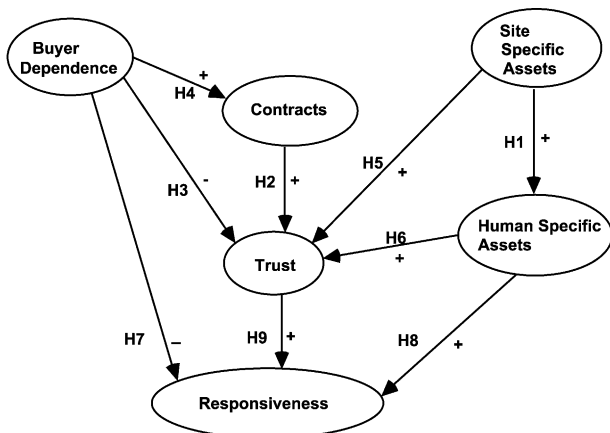 Buyer
Dependence
Site
Specific
Assets
+
H4
Contracts
H1 +
H3 -
H2 +
H5
+
Human Specific
Assets
H6
+
Trust
H7 –
H9 +
H8
+
Responsiveness